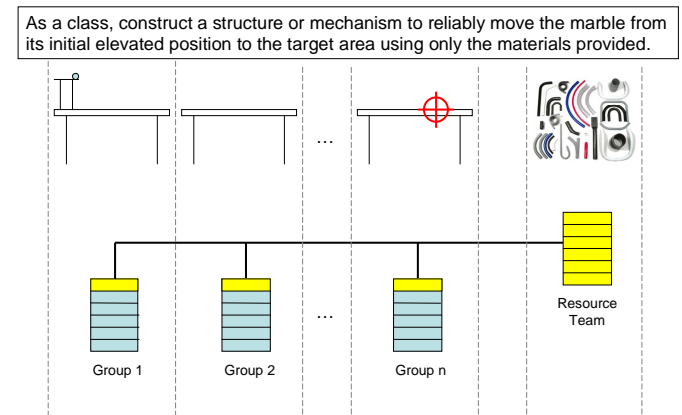 As a class, construct a structure or mechanism to reliably move the marble from
its initial elevated position to the target area using only the materials provided.
…
…
Resource
Team
Group 1
Group 2
Group n